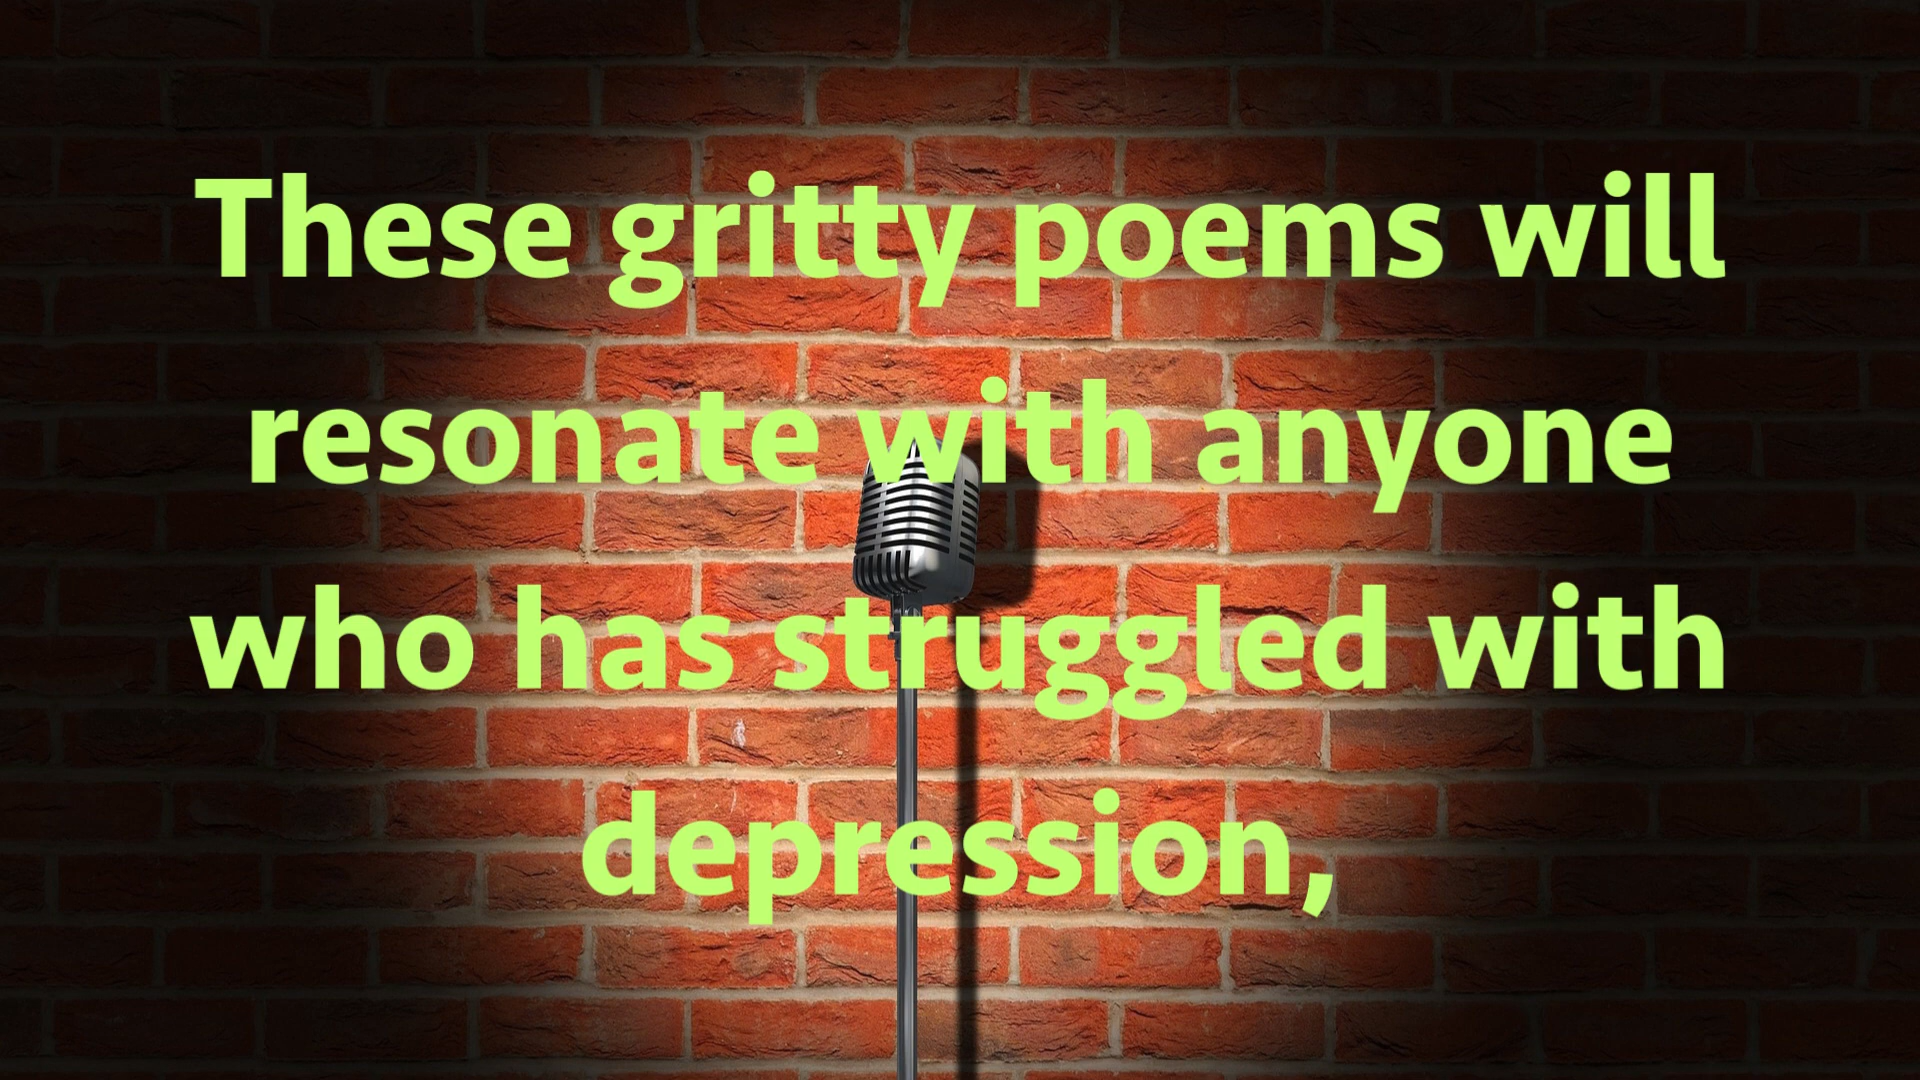 These gritty poems will
resonate with anyone
who has struggled with
depression,